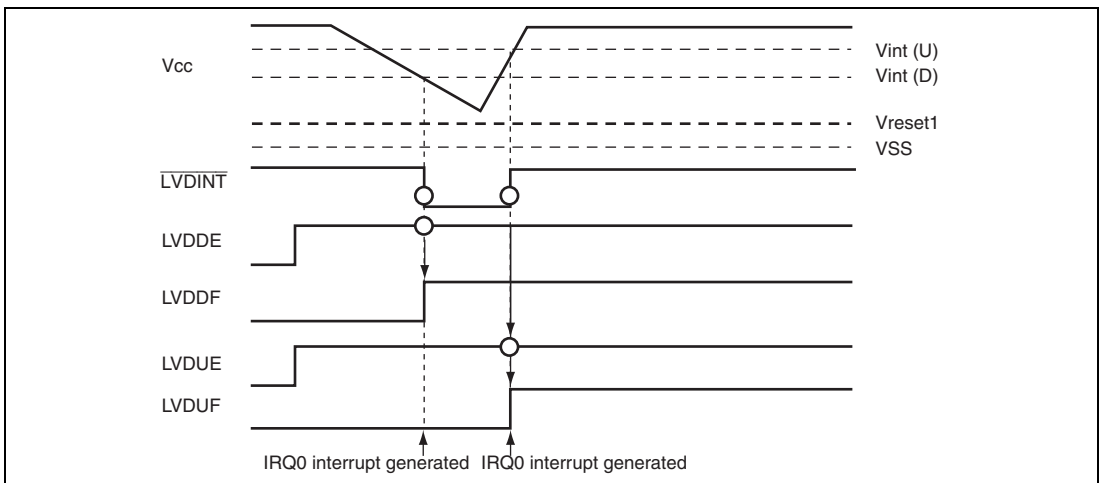 Vcc
Vint (U)
Vint (D)
Vreset1
VSS
LVDINT
LVDDE
LVDDF
LVDUE
LVDUF
IRQ0 interrupt generated IRQ0 interrupt generated